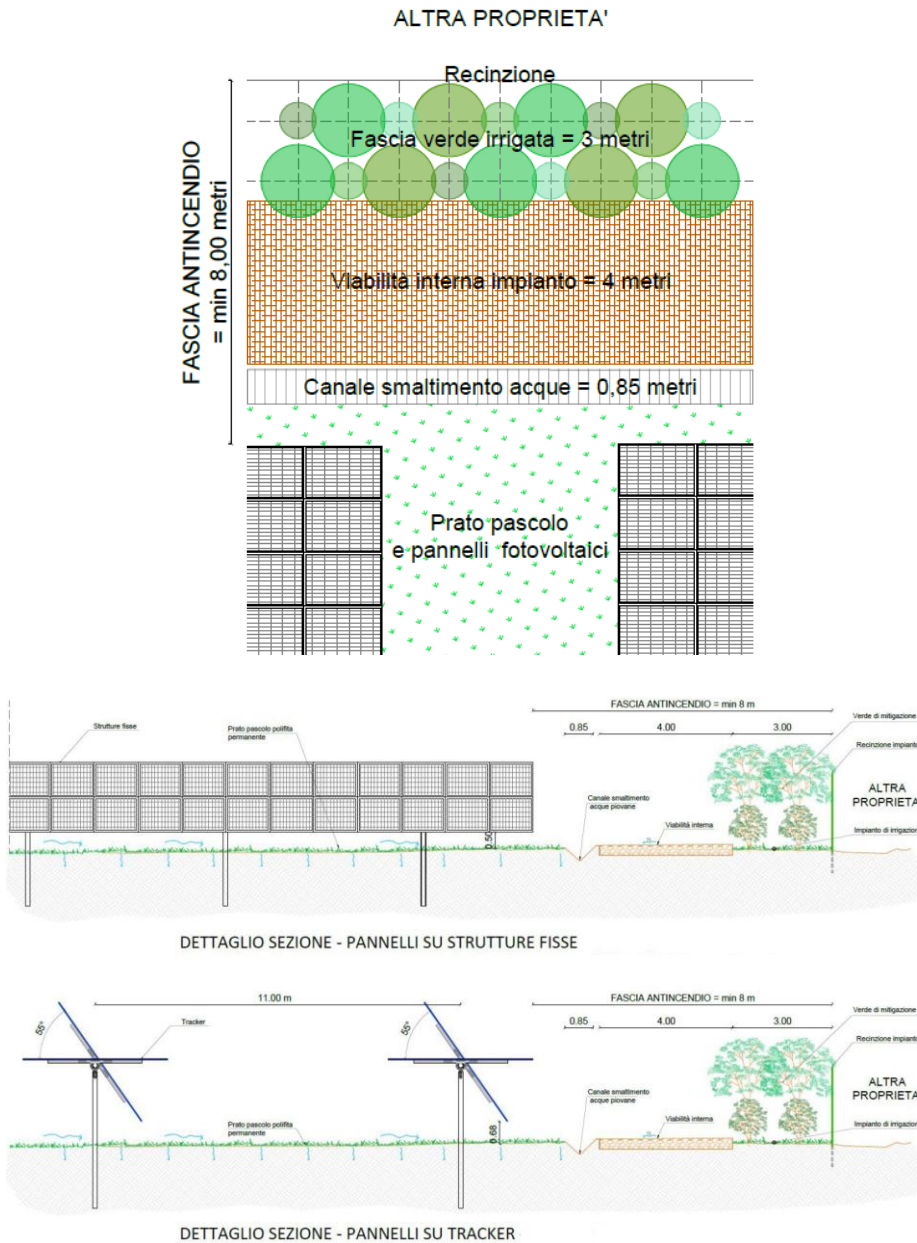 ALTRA PROPRIETA'
Recinzione
Fascia verde irrigata = 3 metri
FASCIA ANTINCENDIO
= min 8,00 metri
Viabilità interna Impianto = 4 metri
Canale smaltimento acque = 0,85 metri
Prato pascolo
e pannelli fotovoltaici
FASCIA ANTINCENDIO = min 8 m
Strutture fisse
Prato pascolo polifita
permanente
0.85
4.00
3.00
Verde di mitigazione
Recinzione impianto
ALTRA
PROPRIETA
Canale smaltimento
acque piovane
Viabilità interna
Impianto di irrigazion
0.50
DETTAGLIO SEZIONE - PANNELLI SU STRUTTURE FISSE
11.00 m
FASCIA ANTINCENDIO = min 8 m
55°
Tracker
55°
0.85
4.00
3.00
Verde di mitigazione
Recinzione impianto
ALTRA
PROPRIETA
Canale smaltimento
acque piovane
Viabilità interna
Impianto di irrigazion
Prato pascolo polifita
permanente
0.68
DETTAGLIO SEZIONE - PANNELLI SU TRACKER